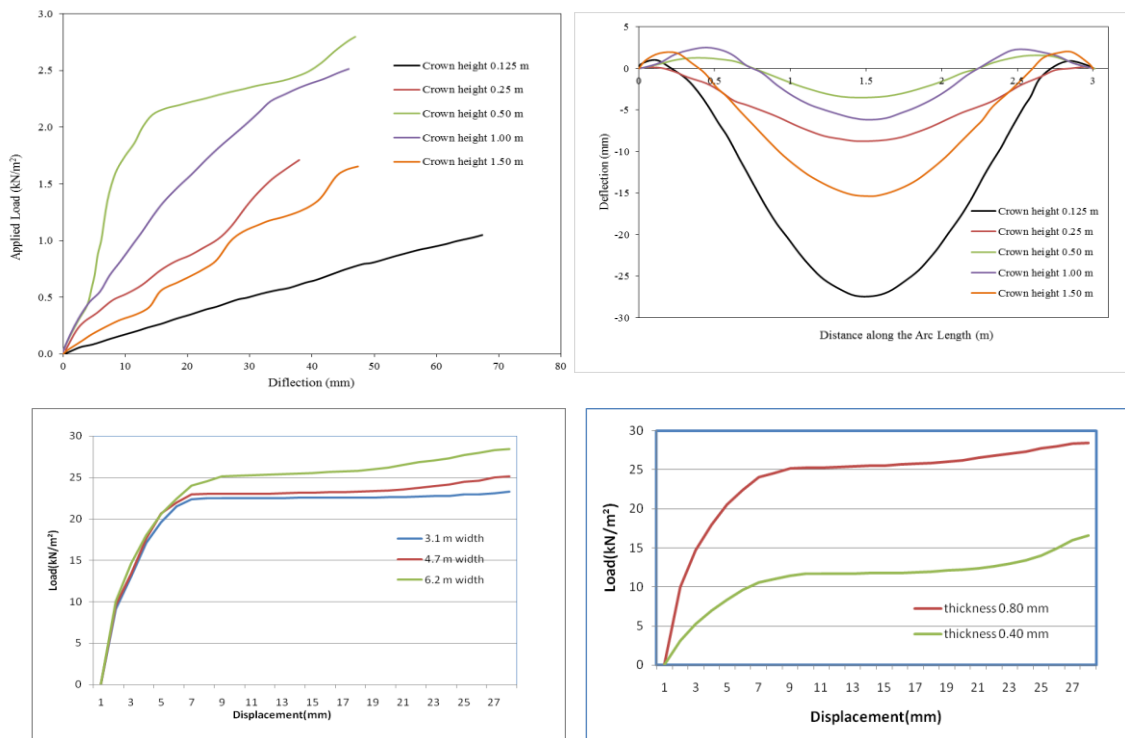 3.0
2.5
2.0
1.5
1.0
0.5
0.0
0 10 20 30 40 50 60 70 80
Applied Load (kN/m²)
Diflection (mm)
Crown height 0.125 m
Crown height 0.25 m
Crown height 0.50 m
Crown height 1.00 m
Crown height 1.50 m
5
0
-5
-10
-15
-20
-25
-30
0 0.5 1 1.5 2 2.5 3
Deflection (mm)
Distance along the Arc Length (m)
Crown height 0.125 m
Crown height 0.25 m
Crown height 0.50 m
Crown height 1.00 m
Crown height 1.50 m
30
25
20
15
10
5
0
1 3 5 7 9 11 13 15 17 19 21 23 25 27
Load(kN/m²)
Displacement(mm)
3.1 m width
4.7 m width
6.2 m width
30
25
20
15
10
5
0
1 3 5 7 9 11 13 15 17 19 21 23 25 27
Load(kN/m²)
Displacement(mm)
thickness 0.80 mm
thickness 0.40 mm